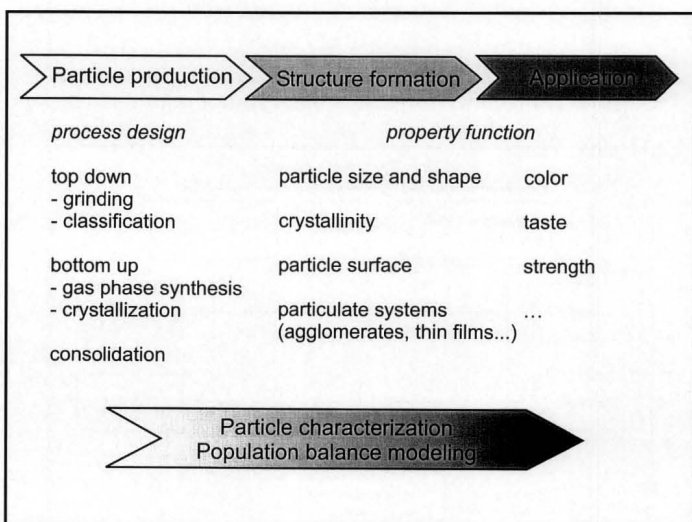 Particle production Structure formation Application
process design property function
top down particle size and shape color
- grinding
- classification crystallinity taste
bottom up particle surface strength
- gas phase synthesis
- crystallization particulate systems ...
(agglomerates, thin films...)
consolidation
Particle characterization
Population balance modeling